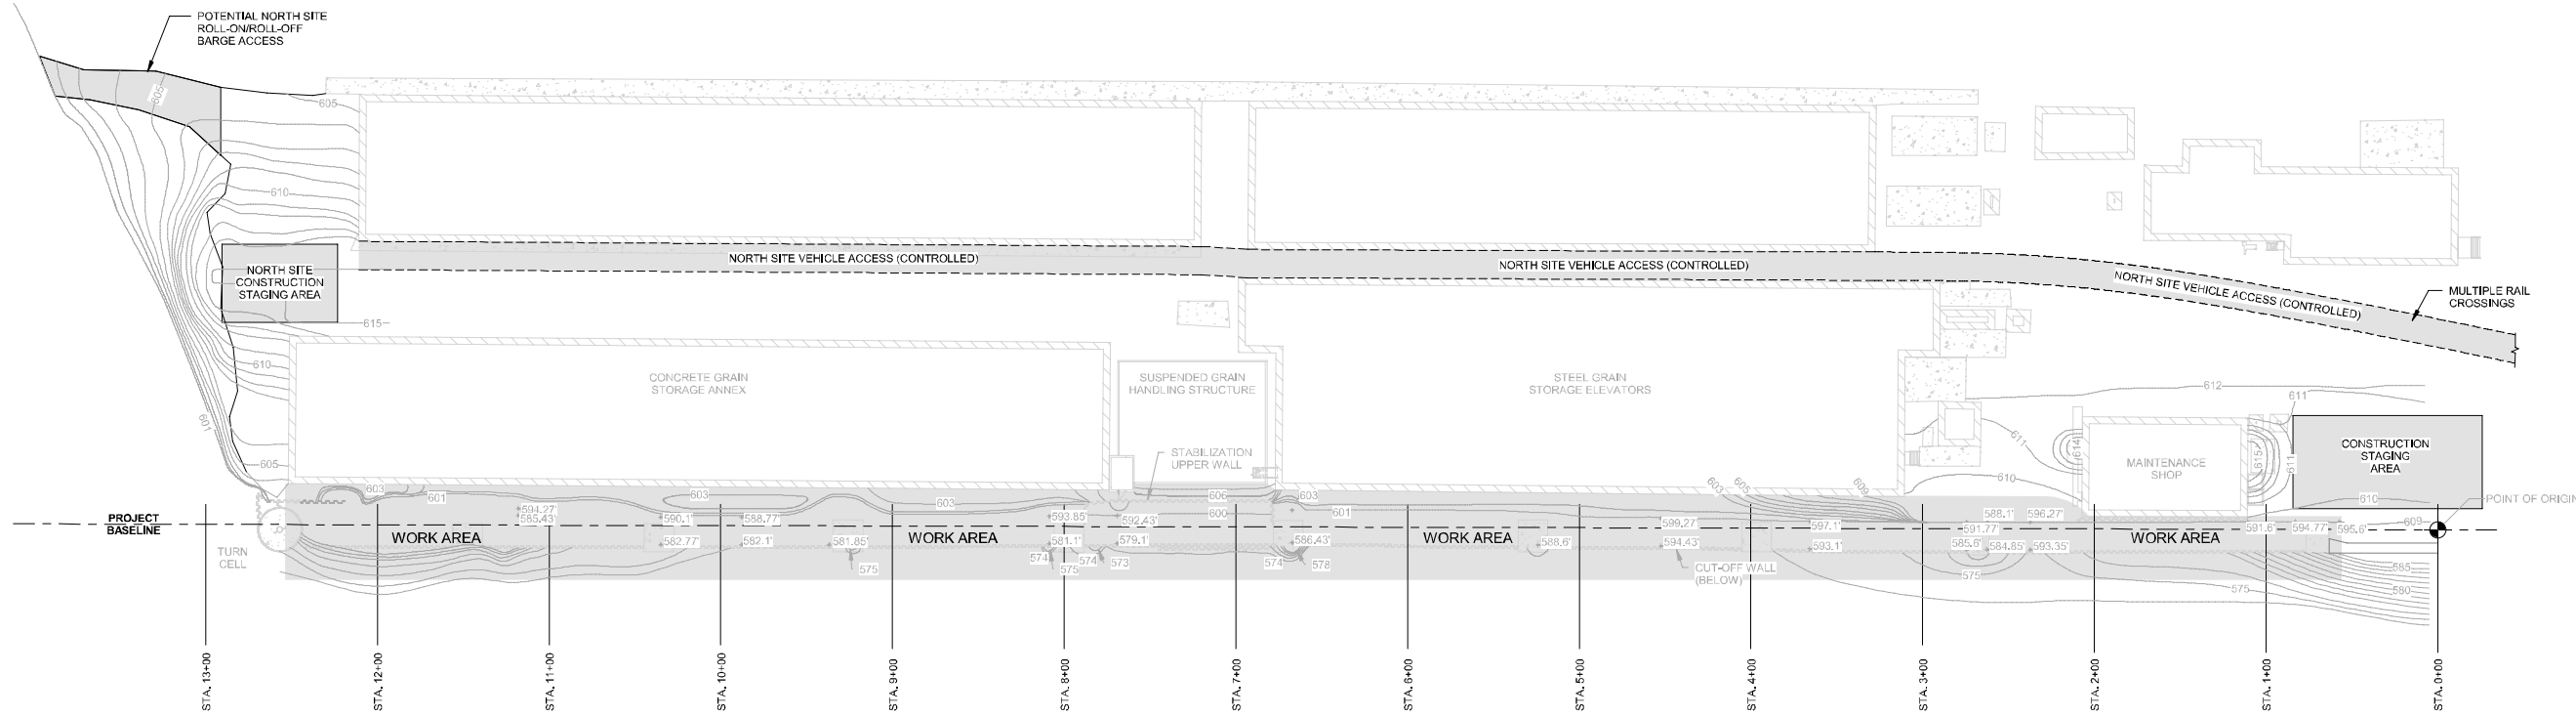 POTENTIAL NORTH SITE
ROLL-ON/ROLL-OFF
BARGE ACCESS
605
605
610
NORTH SITE
CONSTRUCTION
STAGING AREA
615
610
601
605
NORTH SITE VEHICLE ACCESS (CONTROLLED)
NORTH SITE VEHICLE ACCESS (CONTROLLED)
NORTH SITE VEHICLE ACCESS (CONTROLLED)
MULTIPLE RAIL
CROSSINGS
CONCRETE GRAIN
STORAGE ANNEX
SUSPENDED GRAIN
HANDLING STRUCTURE
STEEL GRAIN
STORAGE ELEVATORS
STABILIZATION
UPPER WALL
612
611
611
614
MAINTENANCE
SHOP
615
611
CONSTRUCTION
STAGING
AREA
610
610
POINT OF ORIGIN
609
603
601
603
603
606
600
603
601
603
605
609
PROJECT
BASELINE
TURN
CELL
594.27'
585.43'
590.1'
588.77'
582.77'
582.1'
581.85'
593.85'
592.43'
581.1'
579.1'
586.43'
588.6'
599.27'
594.43'
597.1'
593.1'
588.1'
596.27'
591.77'
585.6'
584.85'
593.35'
591.6'
594.77'
595.6'
WORK AREA
WORK AREA
WORK AREA
WORK AREA
575
574
575
574
573
574
578
CUT-OFF WALL
(BELOW)
575
575
585
580
STA. 13+00
STA. 12+00
STA. 11+00
STA. 10+00
STA. 9+00
STA. 8+00
STA. 7+00
STA. 6+00
STA. 5+00
STA. 4+00
STA. 3+00
STA. 2+00
STA. 1+00
STA. 0+00